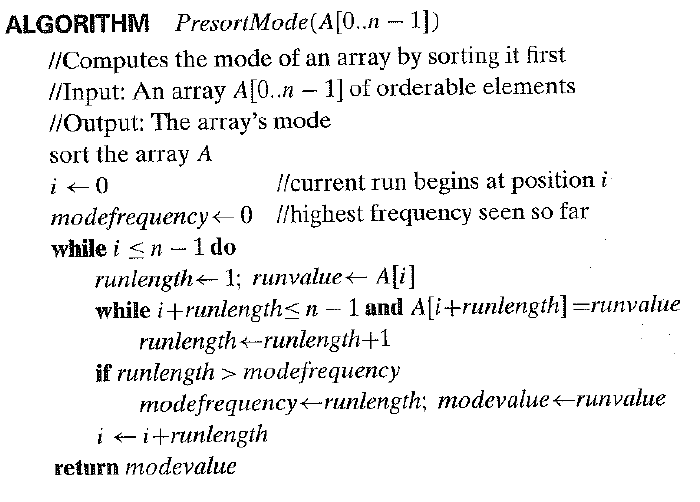 ALGORITHM PresortMode(A[0..n − 1])
//Computes the mode of an array by sorting it first
//Input: An array A[0..n − 1] of orderable elements
//Output: The array's mode
sort the array A
i ← 0 //current run begins at position i
modefrequency ← 0 //highest frequency seen so far
while i ≤ n − 1 do
runlength ← 1; runvalue ← A[i]
while i+runlength ≤ n − 1 and A[i+runlength] =runvalue
runlength ←runlength+1
if runlength > modefrequency
modefrequency ←runlength; modevalue ←runvalue
i ← i+runlength
return modevalue